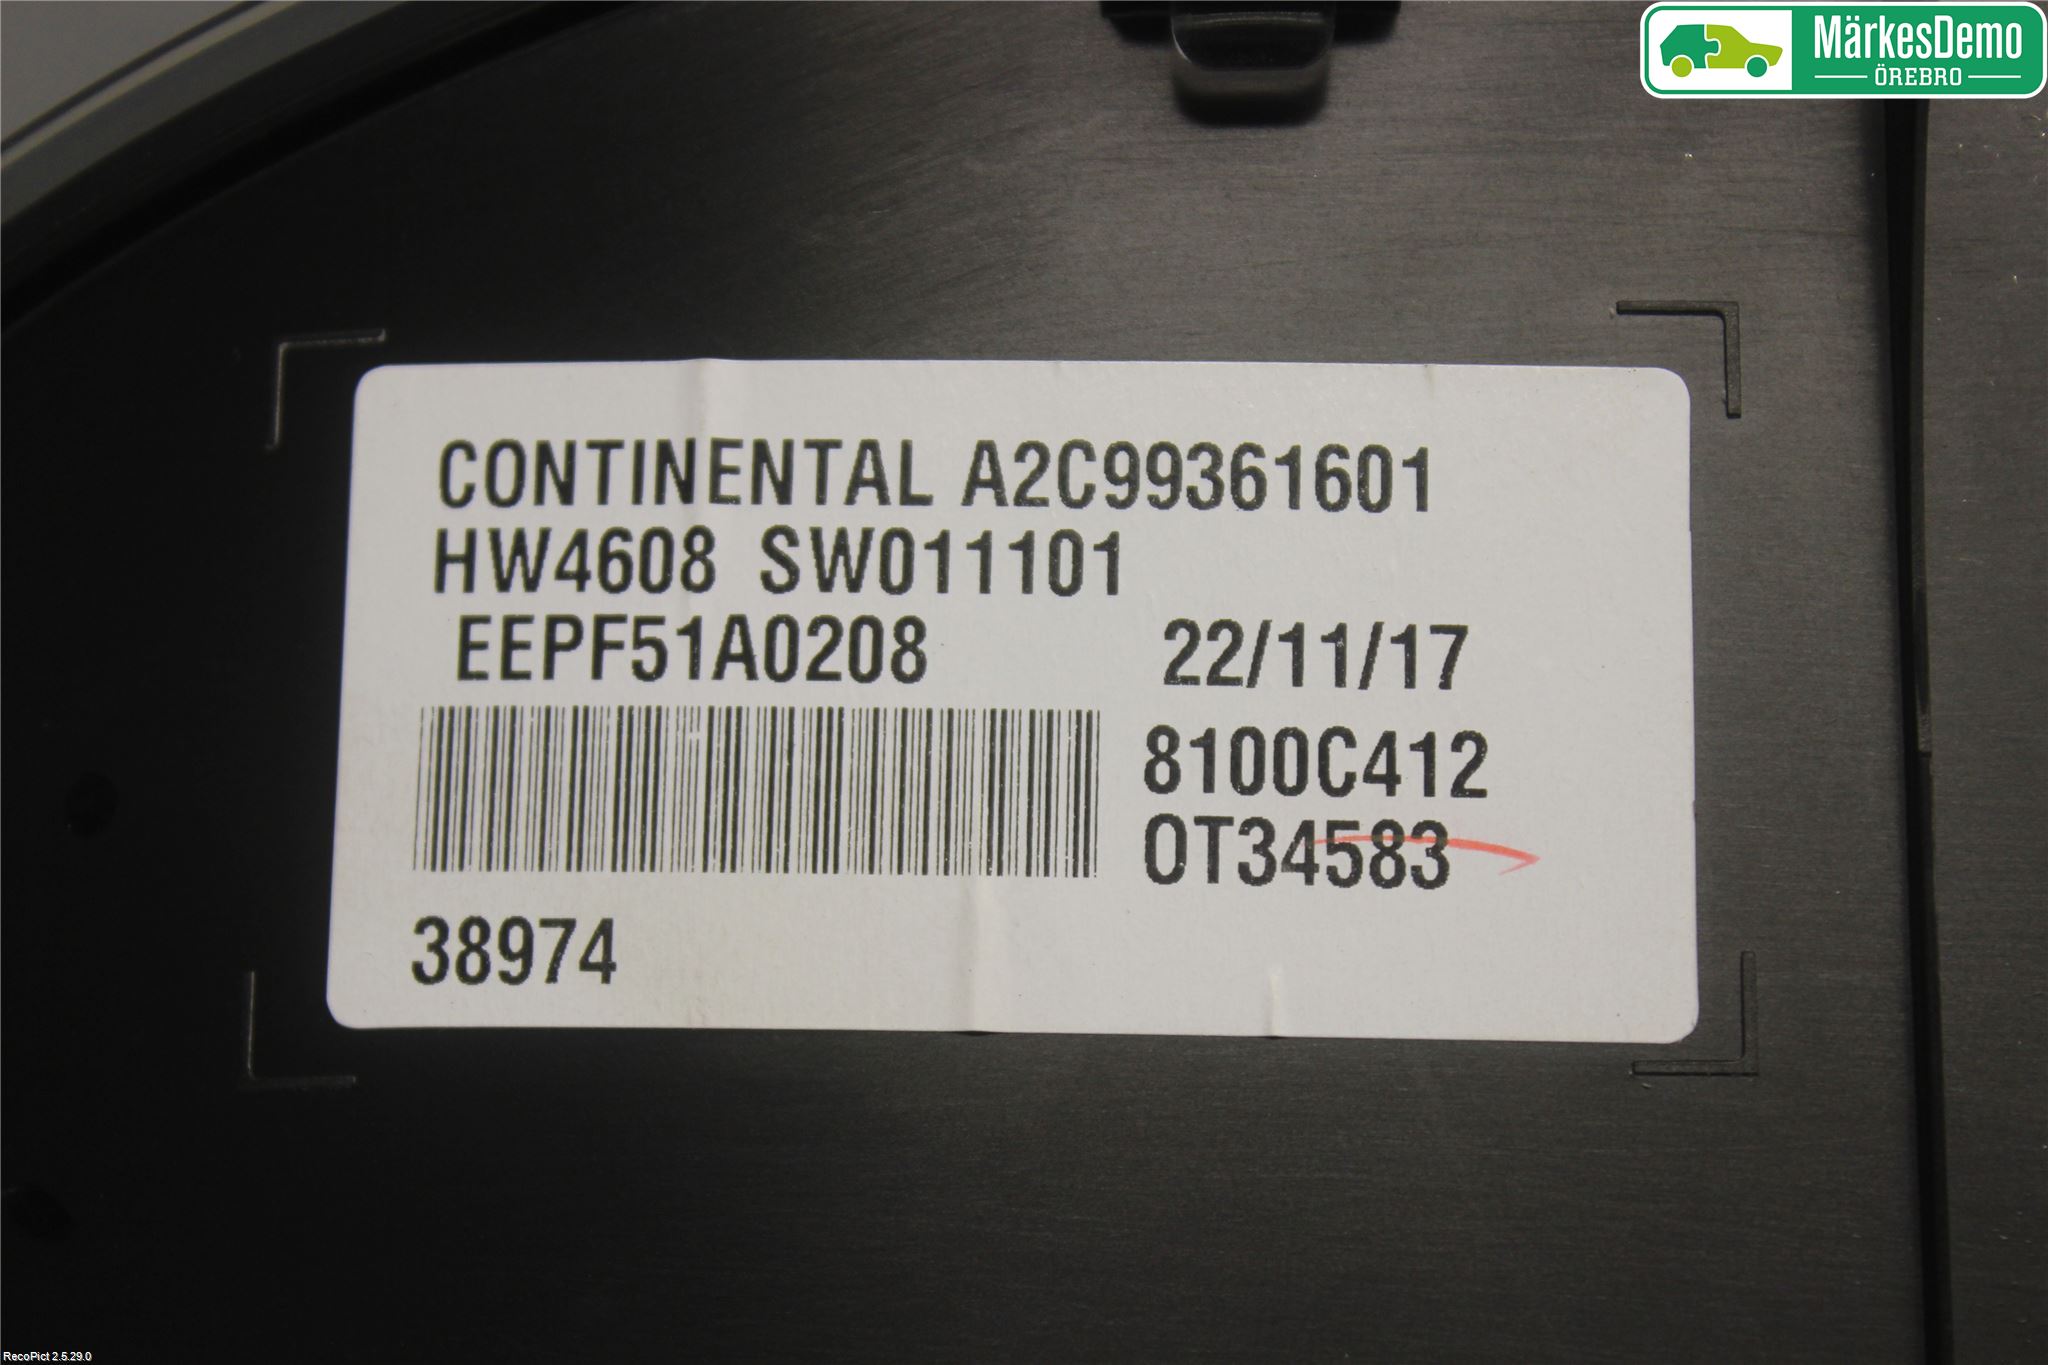 MärkesDemo
ÖREBRO
CONTINENTAL A2C99361601
HW4608 SW011101
EEPF51A0208 22/11/17
8100C412
0T34583
38974
RecoPict 2.5.29.0